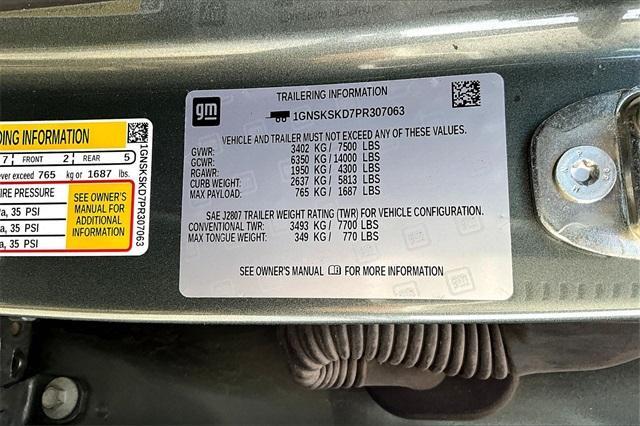 DING INFORMATION
7 FRONT 2 REAR 5
ver exceed 765 kg or 1687 lbs.
IRE PRESSURE
a, 35 PSI
a, 35 PSI
a, 35 PSI
SEE OWNER'S
MANUAL FOR
ADDITIONAL
INFORMATION
1GNSKSKD7PR307063
gm
TRAILERING INFORMATION
1GNSKSKD7PR307063
VEHICLE AND TRAILER MUST NOT EXCEED ANY OF THESE VALUES.
GVWR: 3402 KG / 7500 LBS
GCWR: 6350 KG / 14000 LBS
RGAWR: 1950 KG / 4300 LBS
CURB WEIGHT: 2637 KG / 5813 LBS
MAX PAYLOAD: 765 KG / 1687 LBS
SAE J2807 TRAILER WEIGHT RATING (TWR) FOR VEHICLE CONFIGURATION.
CONVENTIONAL TWR: 3493 KG / 7700 LBS
MAX TONGUE WEIGHT: 349 KG / 770 LBS
SEE OWNER'S MANUAL FOR MORE INFORMATION